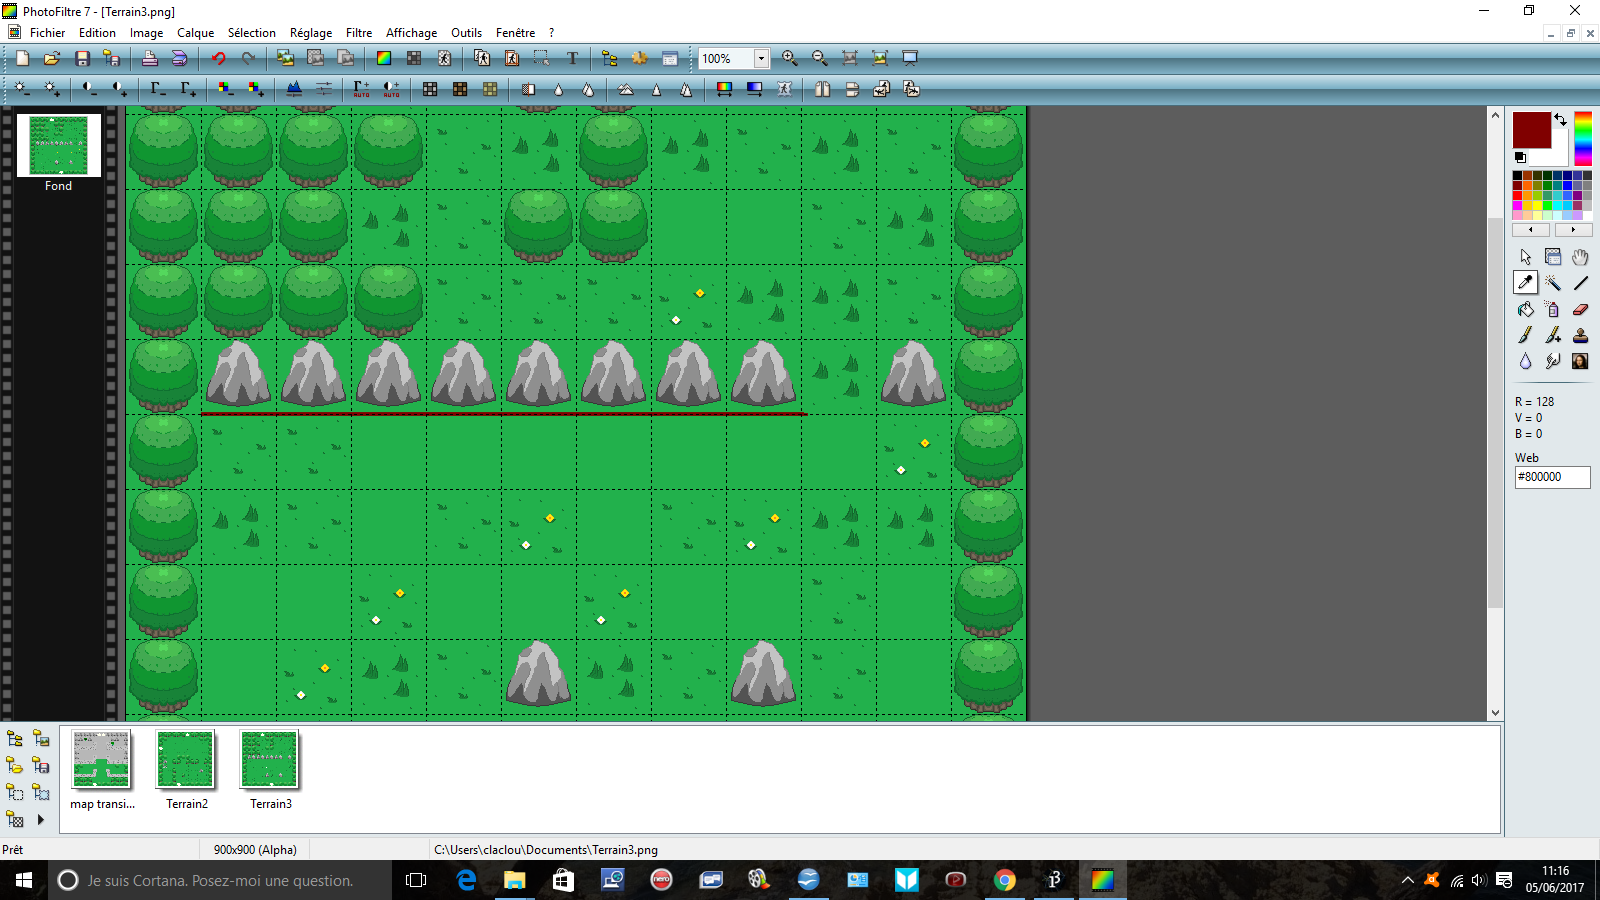 PhotoFiltre 7 - [Terrain3.png]
Fichier Edition Image Calque Sélection Réglage Filtre Affichage Outils Fenêtre ?
100%
AUTO AUTO
Fond
R = 128
V = 0
B = 0
Web
#800000
map transi... Terrain2 Terrain3
Prêt 900x900 (Alpha) C:\Users\claclou\Documents\Terrain3.png
Je suis Cortana. Posez-moi une question.
11:16
05/06/2017